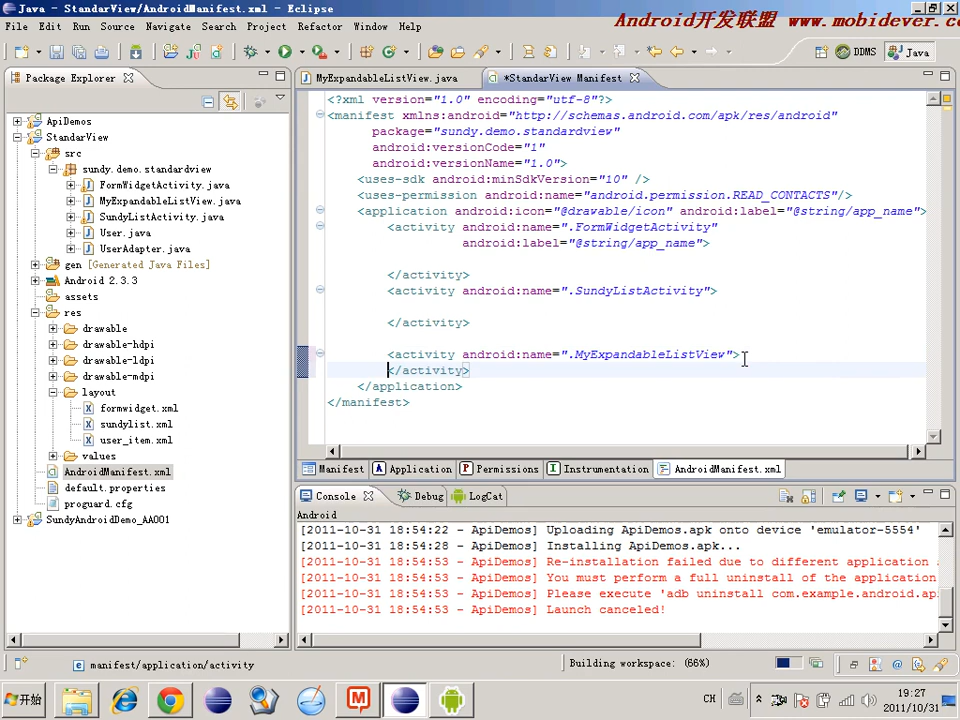 Java - StandarView/AndroidManifest.xml - Eclipse
Android开发联盟 www.mobidever.co
File Edit Run Source Navigate Search Project Refactor Window Help
DDMS Java
Package Explorer
MyExpandableListView.java *StandarView Manifest
ApiDemos
StandarView
src
sundy.demo.standardview
FormWidgetActivity.java
MyExpandableListView.java
SundyListActivity.java
User.java
UserAdapter.java
gen [Generated Java Files]
Android 2.3.3
assets
res
drawable
drawable-hdpi
drawable-ldpi
drawable-mdpi
layout
formwidget.xml
sundylist.xml
user_item.xml
values
AndroidManifest.xml
default.properties
proguard.cfg
SundyAndroidDemo_AA001
<?xml version="1.0" encoding="utf-8"?>
<manifest xmlns:android="http://schemas.android.com/apk/res/android"
package="sundy.demo.standardview"
android:versionCode="1"
android:versionName="1.0">
<uses-sdk android:minSdkVersion="10" />
<uses-permission android:name="android.permission.READ_CONTACTS"/>
<application android:icon="@drawable/icon" android:label="@string/app_name">
<activity android:name=".FormWidgetActivity"
android:label="@string/app_name">
</activity>
<activity android:name=".SundyListActivity">
</activity>
<activity android:name=".MyExpandableListView">
</activity>
</application>
</manifest>
Manifest Application Permissions Instrumentation AndroidManifest.xml
Console Debug LogCat
Android
[2011-10-31 18:54:22 - ApiDemos] Uploading ApiDemos.apk onto device 'emulator-5554'
[2011-10-31 18:54:28 - ApiDemos] Installing ApiDemos.apk...
[2011-10-31 18:54:53 - ApiDemos] Re-installation failed due to different application
[2011-10-31 18:54:53 - ApiDemos] You must perform a full uninstall of the application
[2011-10-31 18:54:53 - ApiDemos] Please execute 'adb uninstall com.example.android.ap
[2011-10-31 18:54:53 - ApiDemos] Launch canceled!
manifest/application/activity
Building workspace: (66%)
开始
CH
19:27
2011/10/31